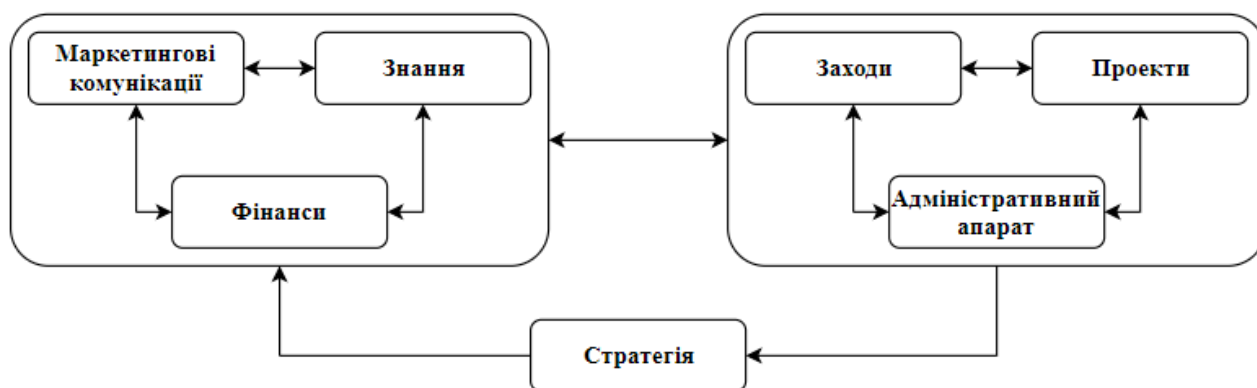 Маркетингові
комунікації
Знання
Фінанси
Заходи
Проекти
Адміністративний
апарат
Стратегія